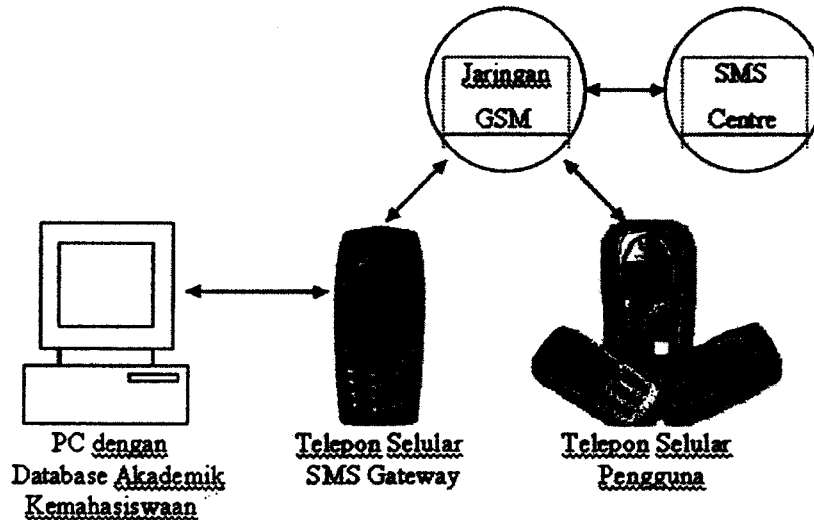 Jaringan
GSM
SMS
Centre
PC dengan
Database Akademik
Kemahasiswaan
Telepon Selular
SMS Gateway
Telepon Selular
Pengguna